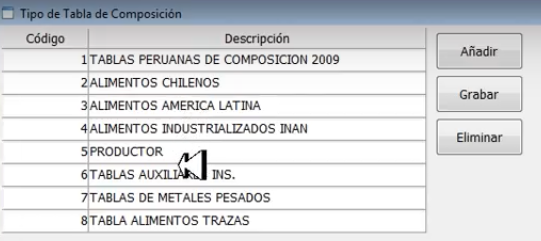 Tipo de Tabla de Composición
Código Descripción
1 TABLAS PERUANAS DE COMPOSICION 2009
2 ALIMENTOS CHILENOS
3 ALIMENTOS AMERICA LATINA
4 ALIMENTOS INDUSTRIALIZADOS INAN
5 PRODUCTOR
6 TABLAS INS.
7 TABLAS DE METALES PESADOS
8 TABLA ALIMENTOS TRAZAS
Añadir
Grabar
Eliminar